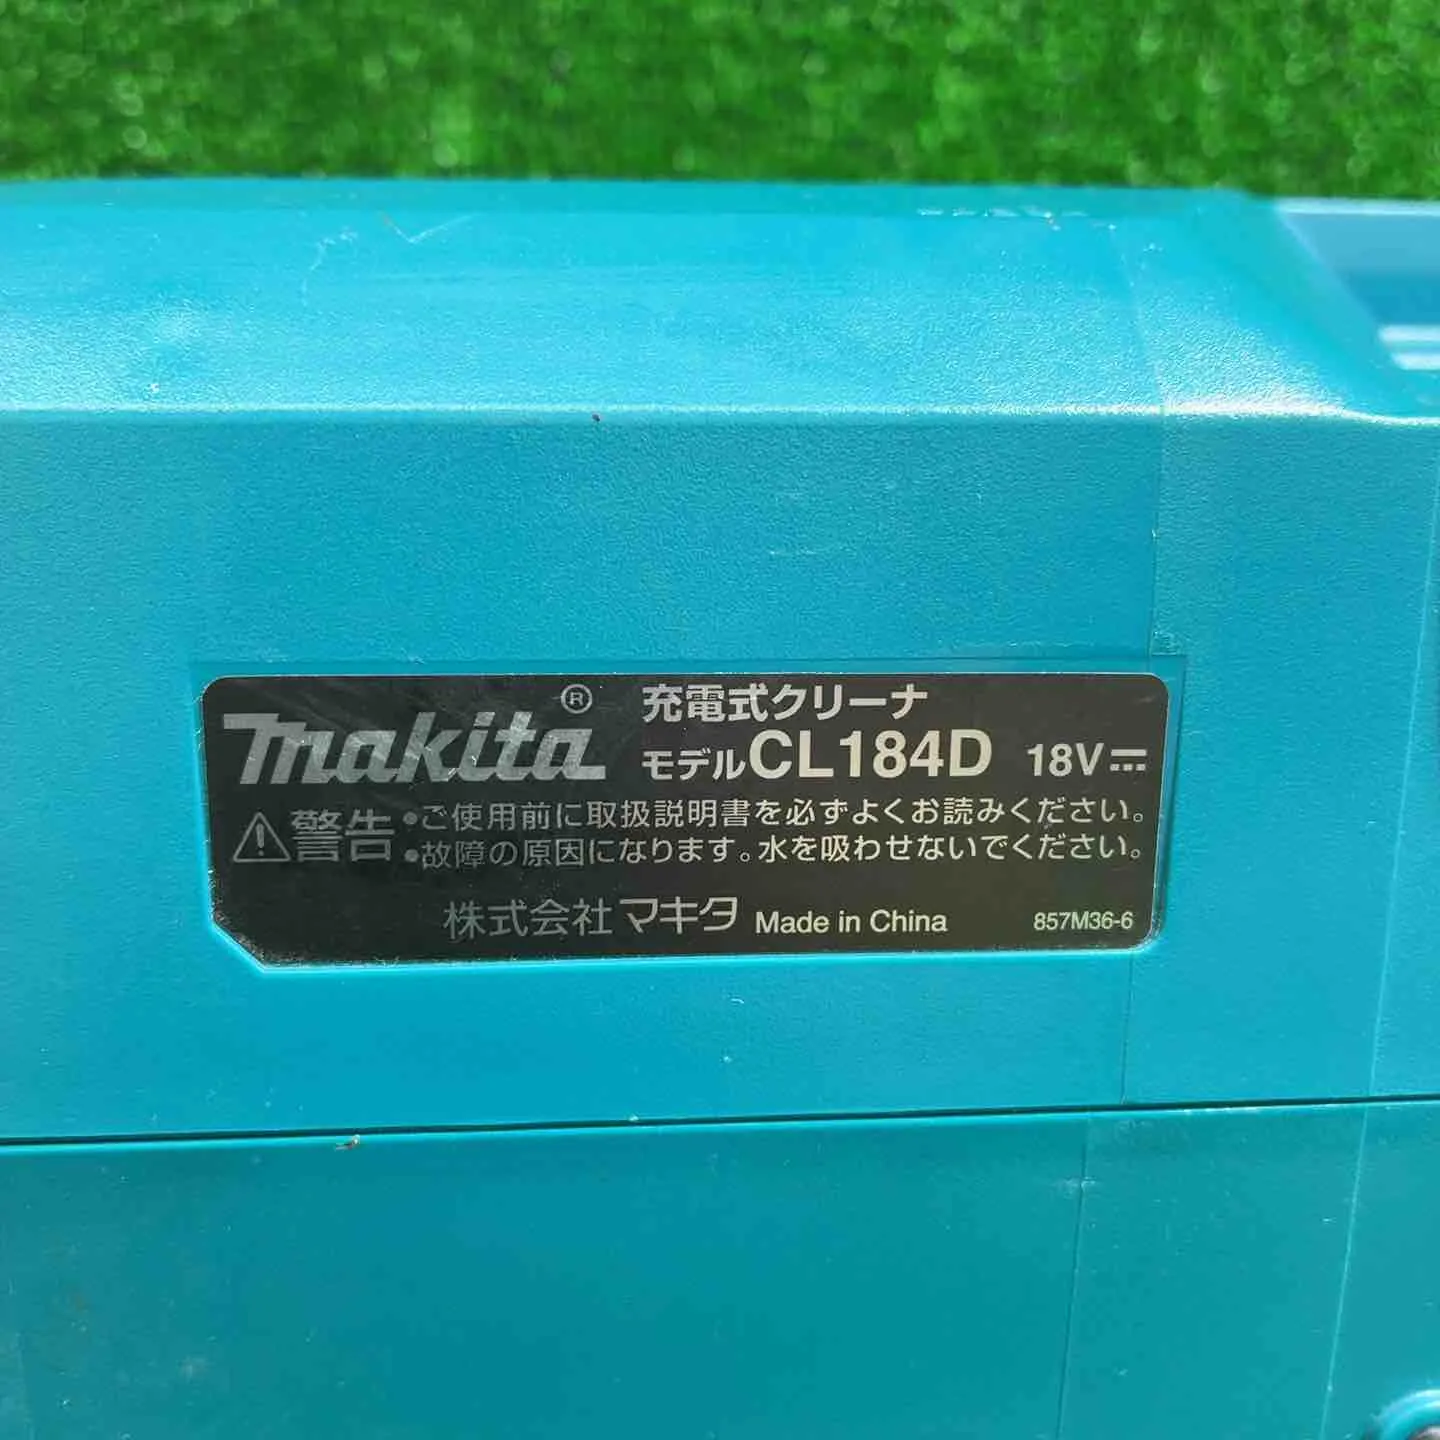 makita®
充電式クリーナ
モデルCL184D 18V⎓
⚠警告
•ご使用前に取扱説明書を必ずよくお読みください。
•故障の原因になります。水を吸わせないでください。
株式会社マキタ Made in China 857M36-6